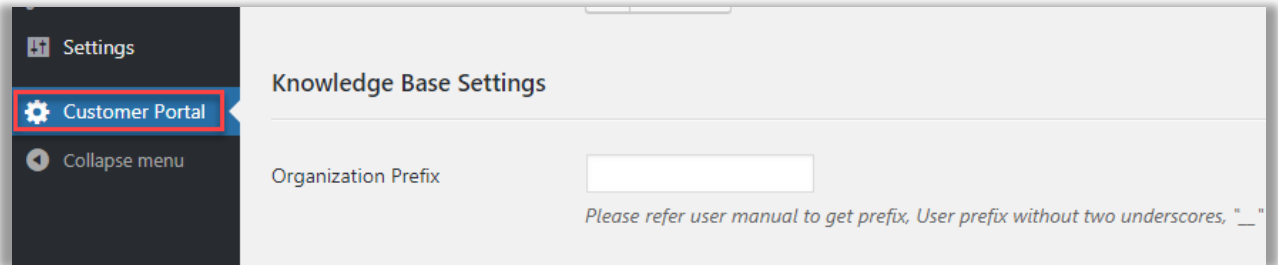 Settings
Knowledge Base Settings
Customer Portal
Collapse menu
Organization Prefix
Please refer user manual to get prefix, User prefix without two underscores, "__"